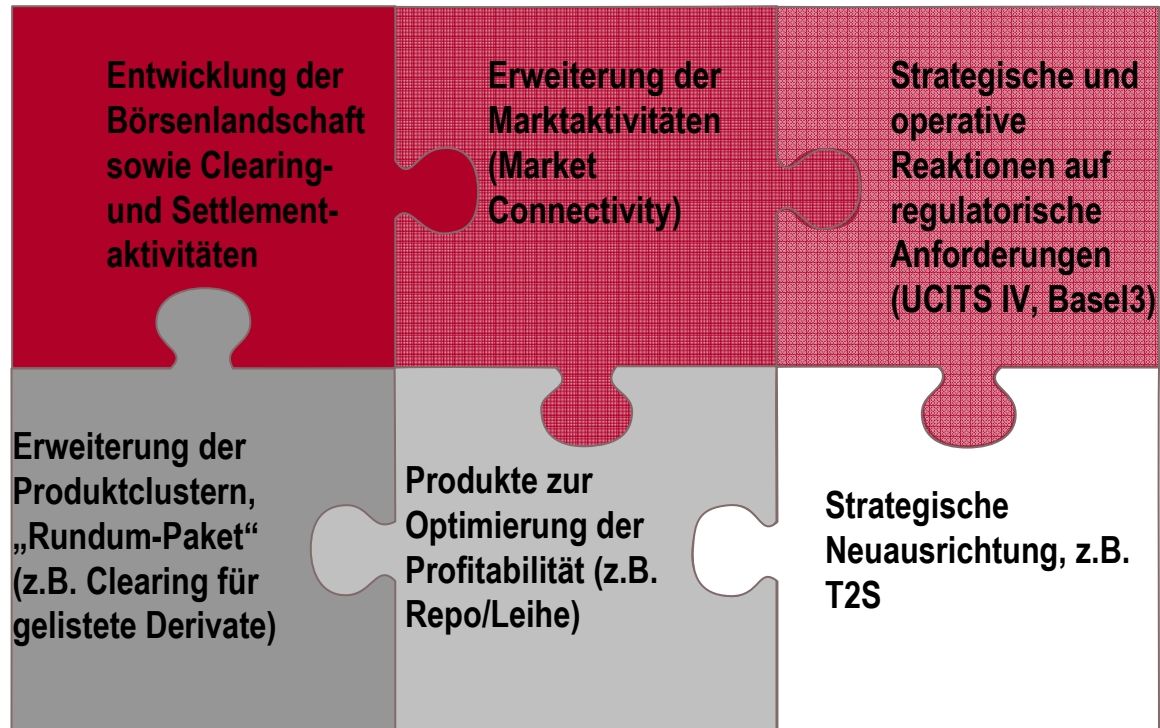 Entwicklung der
Börsenlandschaft
sowie Clearing-
und Settlement-
aktivitäten
Erweiterung der
Marktaktivitäten
(Market
Connectivity)
Strategische und
operative
Reaktionen auf
regulatorische
Anforderungen
(UCITS IV, Basel3)
Erweiterung der
Produktclustern,
„Rundum-Paket“
(z.B. Clearing für
gelistete Derivate)
Produkte zur
Optimierung der
Profitabilität (z.B.
Repo/Leihe)
Strategische
Neuausrichtung, z.B.
T2S